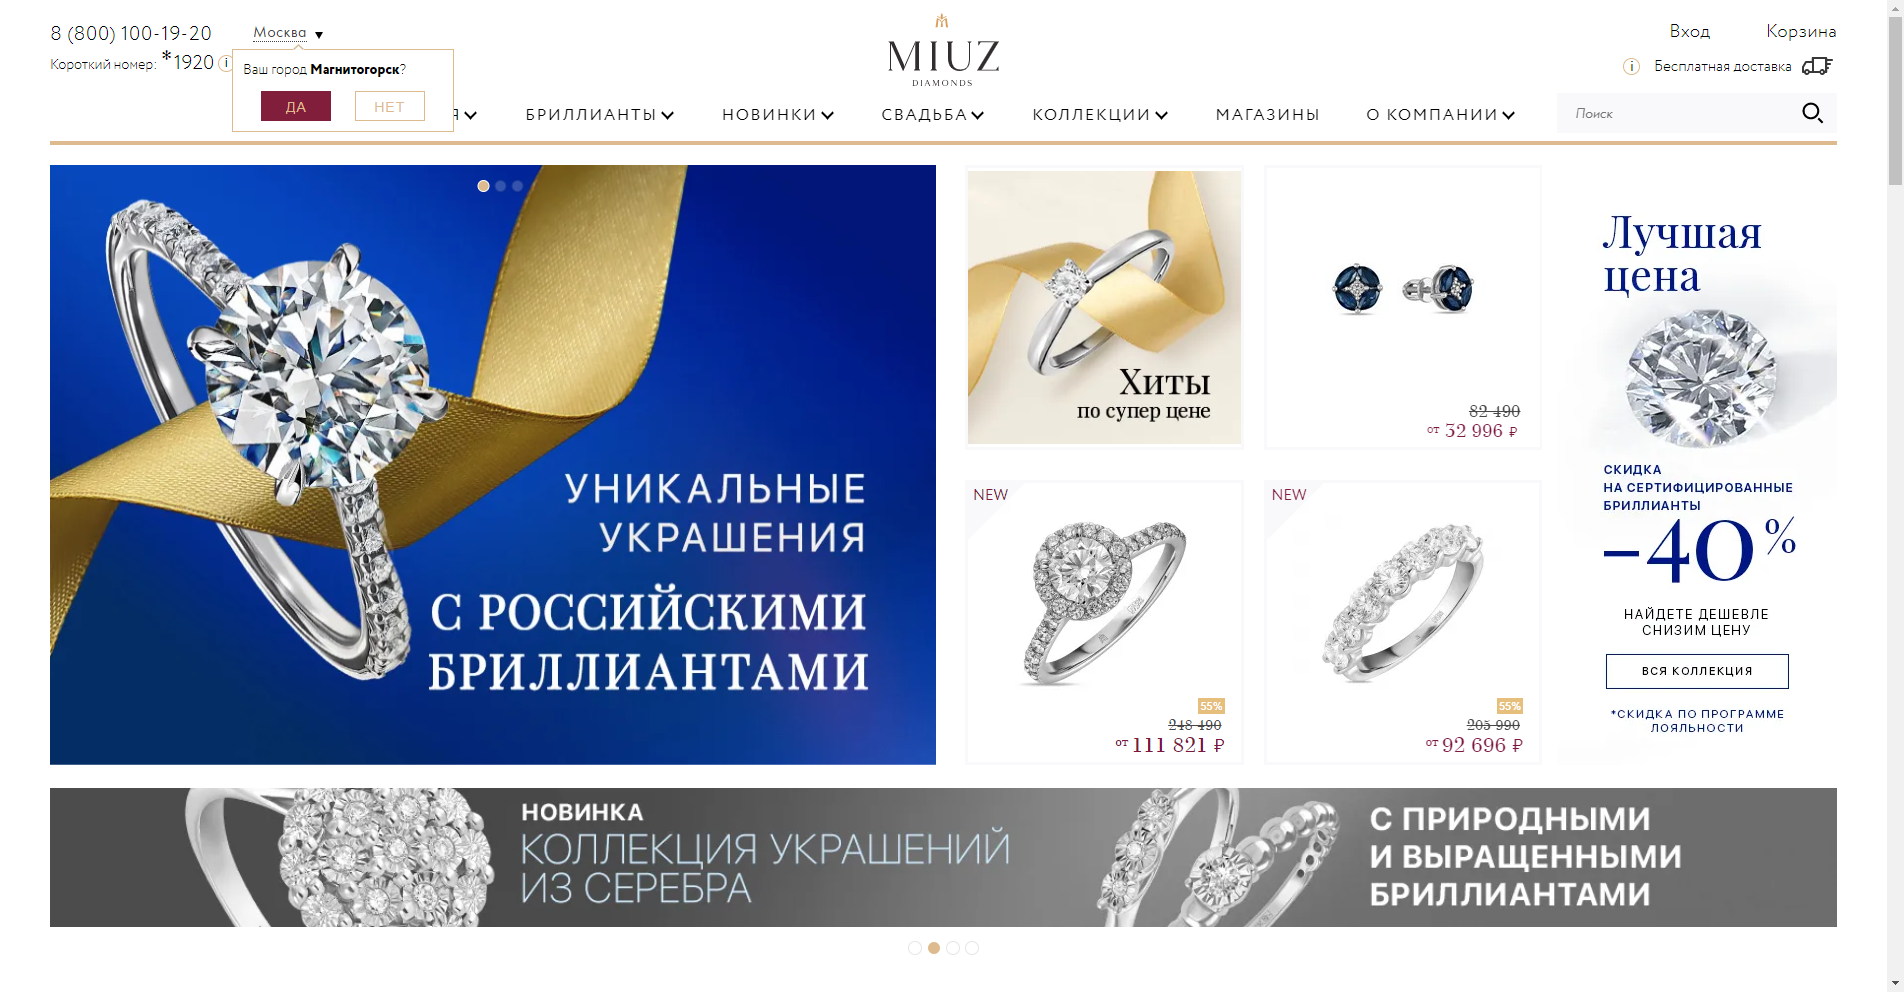 8 (800) 100-19-20
Москва
Вход
Корзина
Короткий номер: *1920
Ваш город Магнитогорск?
ДА
НЕТ
MIUZ
DIAMONDS
Бесплатная доставка
Я
БРИЛЛИАНТЫ
НОВИНКИ
СВАДЬБА
КОЛЛЕКЦИИ
МАГАЗИНЫ
О КОМПАНИИ
Поиск
УНИКАЛЬНЫЕ
УКРАШЕНИЯ
С РОССИЙСКИМИ
БРИЛЛИАНТАМИ
Хиты
по супер цене
82 490
от 32 996 ₽
NEW
55%
248 490
от 111 821 ₽
NEW
55%
205 990
от 92 696 ₽
Лучшая
цена
СКИДКА
НА СЕРТИФИЦИРОВАННЫЕ
БРИЛЛИАНТЫ
–40%
НАЙДЕТЕ ДЕШЕВЛЕ
СНИЗИМ ЦЕНУ
ВСЯ КОЛЛЕКЦИЯ
*СКИДКА ПО ПРОГРАММЕ
ЛОЯЛЬНОСТИ
НОВИНКА
КОЛЛЕКЦИЯ УКРАШЕНИЙ
ИЗ СЕРЕБРА
С ПРИРОДНЫМИ
И ВЫРАЩЕННЫМИ
БРИЛЛИАНТАМИ